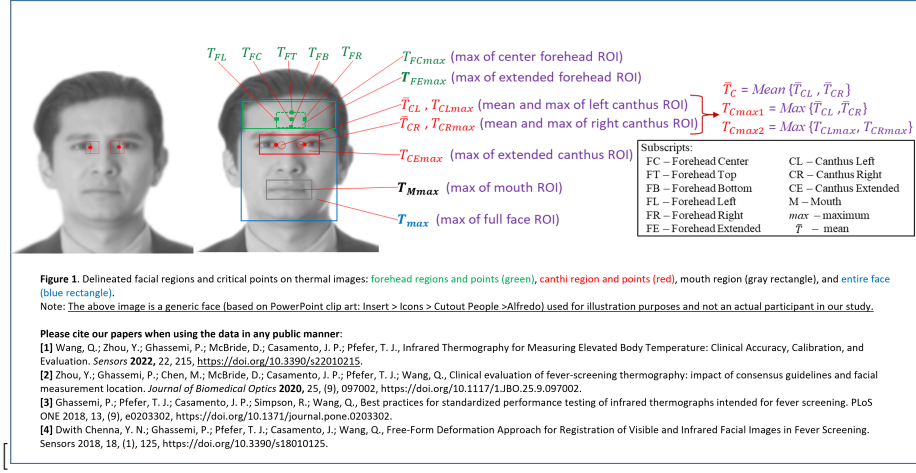 T_FL T_FC T_FT T_FB T_FR
T_FCmax (max of center forehead ROI)
T_FEmax (max of extended forehead ROI)
T̅_CL , T_CLmax (mean and max of left canthus ROI)
T̅_CR , T_CRmax (mean and max of right canthus ROI)
T_CEmax (max of extended canthus ROI)
T_Mmax (max of mouth ROI)
T_max (max of full face ROI)
T̅_C = Mean {T̅_CL , T̅_CR}
T_Cmax1 = Max {T̅_CL ,T̅_CR}
T_Cmax2 = Max {T_CLmax, T_CRmax}
Subscripts:
FC – Forehead Center CL – Canthus Left
FT – Forehead Top CR – Canthus Right
FB – Forehead Bottom CE – Canthus Extended
FL – Forehead Left M – Mouth
FR – Forehead Right max – maximum
FE – Forehead Extended T̅ – mean
Figure 1. Delineated facial regions and critical points on thermal images: forehead regions and points (green), canthi region and points (red), mouth region (gray rectangle), and entire face
(blue rectangle).
Note: The above image is a generic face (based on PowerPoint clip art: Insert > Icons > Cutout People >Alfredo) used for illustration purposes and not an actual participant in our study.
Please cite our papers when using the data in any public manner:
[1] Wang, Q.; Zhou, Y.; Ghassemi, P.; McBride, D.; Casamento, J. P.; Pfefer, T. J., Infrared Thermography for Measuring Elevated Body Temperature: Clinical Accuracy, Calibration, and
Evaluation. Sensors 2022, 22, 215, https://doi.org/10.3390/s22010215.
[2] Zhou, Y.; Ghassemi, P.; Chen, M.; McBride, D.; Casamento, J. P.; Pfefer, T. J.; Wang, Q., Clinical evaluation of fever-screening thermography: impact of consensus guidelines and facial
measurement location. Journal of Biomedical Optics 2020, 25, (9), 097002, https://doi.org/10.1117/1.JBO.25.9.097002.
[3] Ghassemi, P.; Pfefer, T. J.; Casamento, J. P.; Simpson, R.; Wang, Q., Best practices for standardized performance testing of infrared thermographs intended for fever screening. PLoS
ONE 2018, 13, (9), e0203302, https://doi.org/10.1371/journal.pone.0203302.
[4] Dwith Chenna, Y. N.; Ghassemi, P.; Pfefer, T. J.; Casamento, J.; Wang, Q., Free-Form Deformation Approach for Registration of Visible and Infrared Facial Images in Fever Screening.
Sensors 2018, 18, (1), 125, https://doi.org/10.3390/s18010125.
[